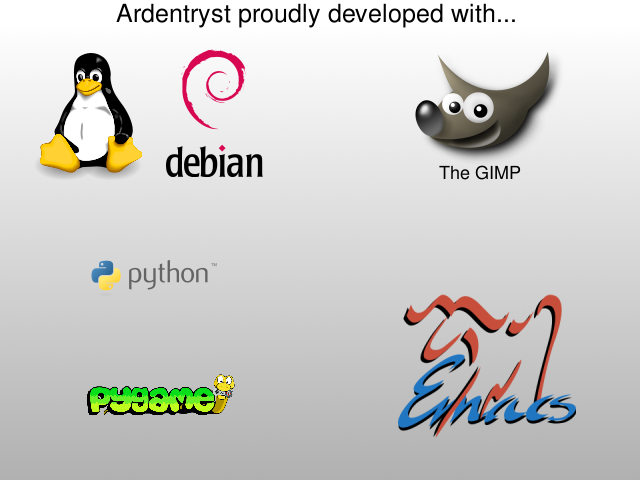 Ardentryst proudly developed with...
debian
The GIMP
python™
pygame
Emacs